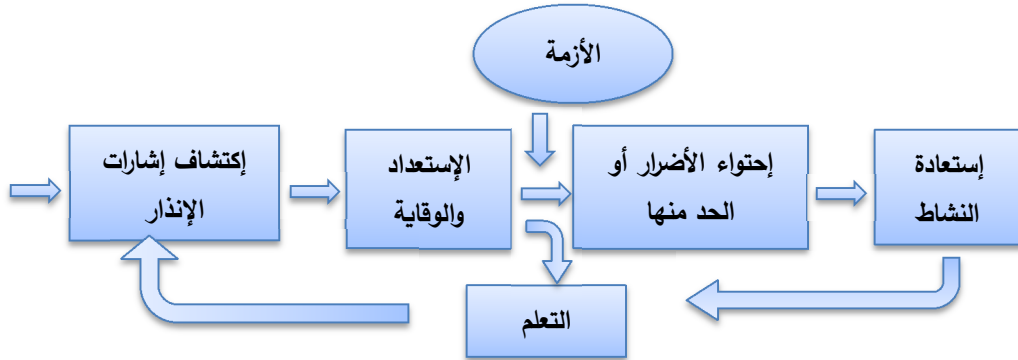 الأزمة
إكتشاف إشارات
الإنذار
الإستعداد
والوقاية
إحتواء الأضرار أو
الحد منها
إستعادة
النشاط
التعلم